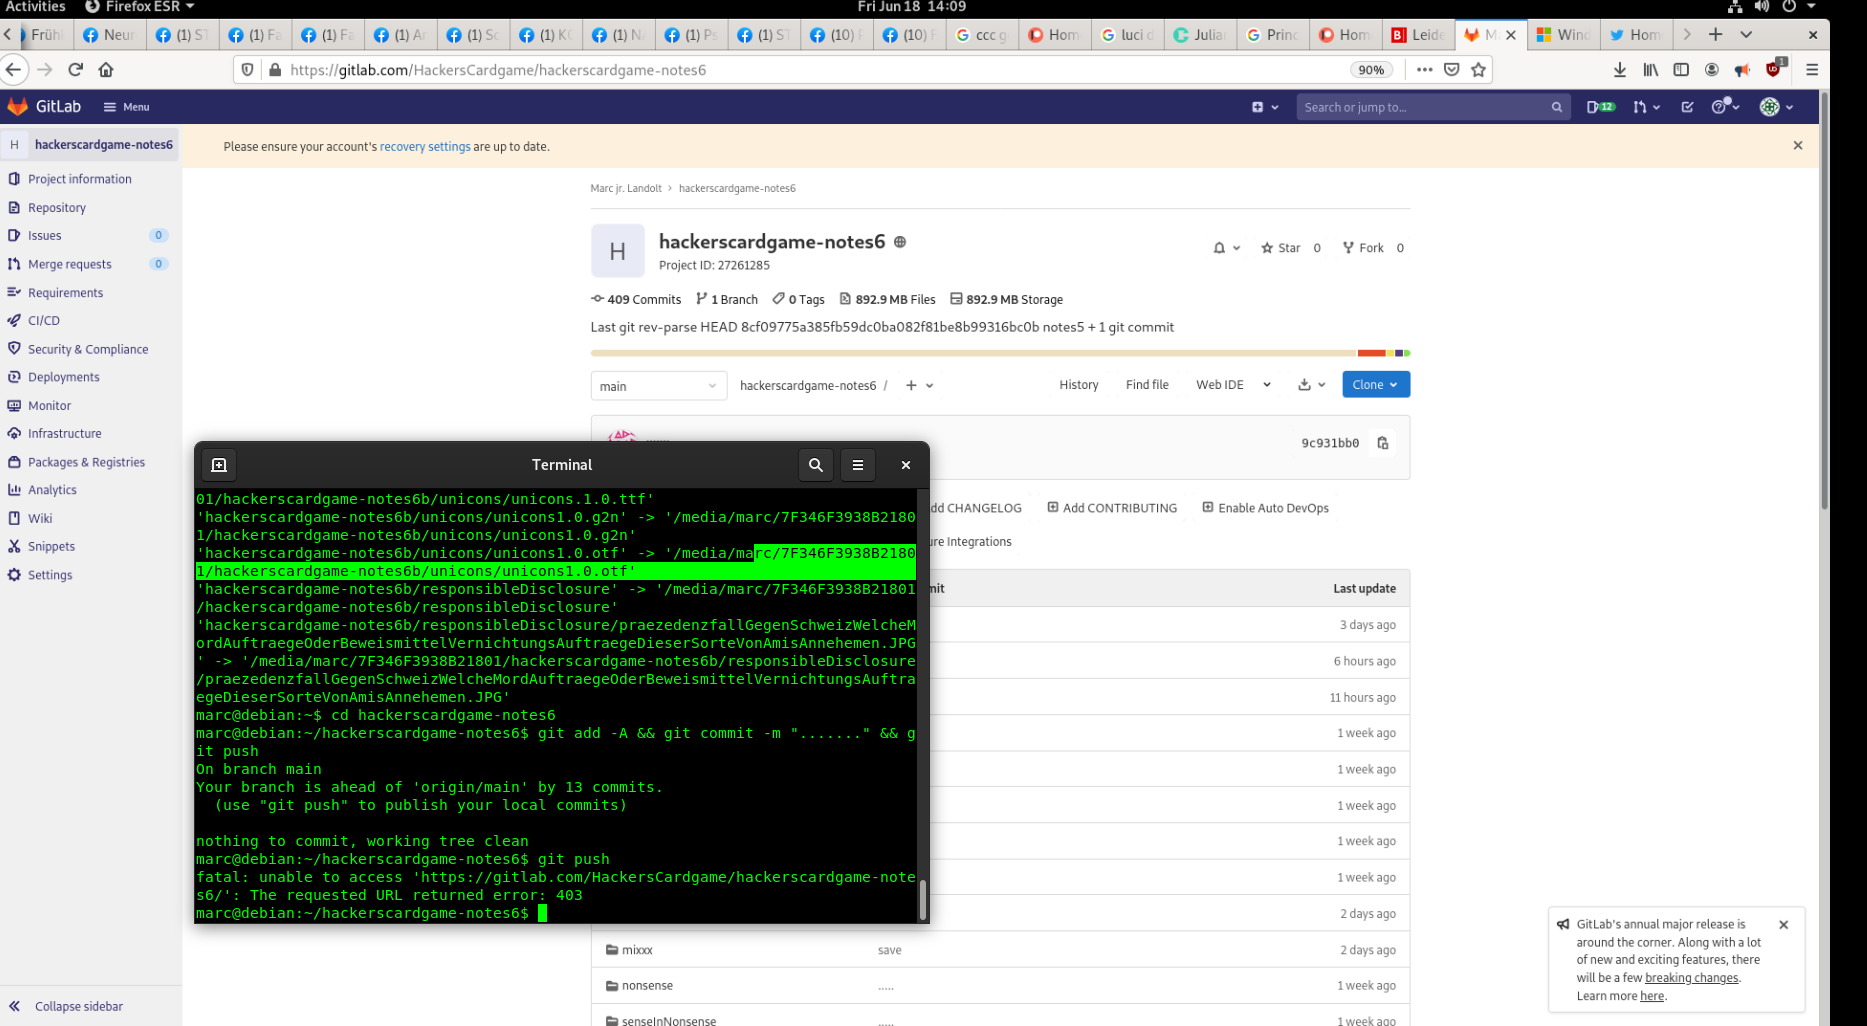 Activities Firefox ESR Fri Jun 18 14:09
Frühl Neur (1) ST (1) Fa (1) Fa (1) Ar (1) Sc (1) KC (1) NA (1) Ps (1) ST (10) F (10) F ccc g Hom luci d Julian Princ Hom Leide M Wind Hom
https://gitlab.com/HackersCardgame/hackerscardgame-notes6 90% 1
GitLab Menu Search or jump to... 12
H hackerscardgame-notes6
Please ensure your account's recovery settings are up to date.
Project information
Repository
Issues 0
Merge requests 0
Requirements
CI/CD
Security & Compliance
Deployments
Monitor
Infrastructure
Packages & Registries
Analytics
Wiki
Snippets
Settings
Collapse sidebar
Marc jr. Landolt › hackerscardgame-notes6
H hackerscardgame-notes6
Project ID: 27261285
Star 0 Fork 0
409 Commits 1 Branch 0 Tags 892.9 MB Files 892.9 MB Storage
Last git rev-parse HEAD 8cf09775a385fb59dc0ba082f81be8b99316bc0b notes5 + 1 git commit
main hackerscardgame-notes6 / + History Find file Web IDE Clone
....... 9c931bb0
dd CHANGELOG Add CONTRIBUTING Enable Auto DevOps
ure Integrations
mit Last update
3 days ago
6 hours ago
11 hours ago
1 week ago
1 week ago
1 week ago
1 week ago
1 week ago
2 days ago
mixxx save 2 days ago
nonsense ..... 1 week ago
senseInNonsense ..... 1 week ago
Terminal
01/hackerscardgame-notes6b/unicons/unicons.1.0.ttf'
'hackerscardgame-notes6b/unicons/unicons1.0.g2n' -> '/media/marc/7F346F3938B2180
1/hackerscardgame-notes6b/unicons/unicons1.0.g2n'
'hackerscardgame-notes6b/unicons/unicons1.0.otf' -> '/media/marc/7F346F3938B2180
1/hackerscardgame-notes6b/unicons/unicons1.0.otf'
'hackerscardgame-notes6b/responsibleDisclosure' -> '/media/marc/7F346F3938B21801
/hackerscardgame-notes6b/responsibleDisclosure'
'hackerscardgame-notes6b/responsibleDisclosure/praezedenzfallGegenSchweizWelcheM
ordAuftraegeOderBeweismittelVernichtungsAuftraegeDieserSorteVonAmisAnnehemen.JPG
' -> '/media/marc/7F346F3938B21801/hackerscardgame-notes6b/responsibleDisclosure
/praezedenzfallGegenSchweizWelcheMordAuftraegeOderBeweismittelVernichtungsAuftra
egeDieserSorteVonAmisAnnehemen.JPG'
marc@debian:~$ cd hackerscardgame-notes6
marc@debian:~/hackerscardgame-notes6$ git add -A && git commit -m "......." && g
it push
On branch main
Your branch is ahead of 'origin/main' by 13 commits.
(use "git push" to publish your local commits)
nothing to commit, working tree clean
marc@debian:~/hackerscardgame-notes6$ git push
fatal: unable to access 'https://gitlab.com/HackersCardgame/hackerscardgame-note
s6/': The requested URL returned error: 403
marc@debian:~/hackerscardgame-notes6$
GitLab's annual major release is
around the corner. Along with a lot
of new and exciting features, there
will be a few breaking changes.
Learn more here.